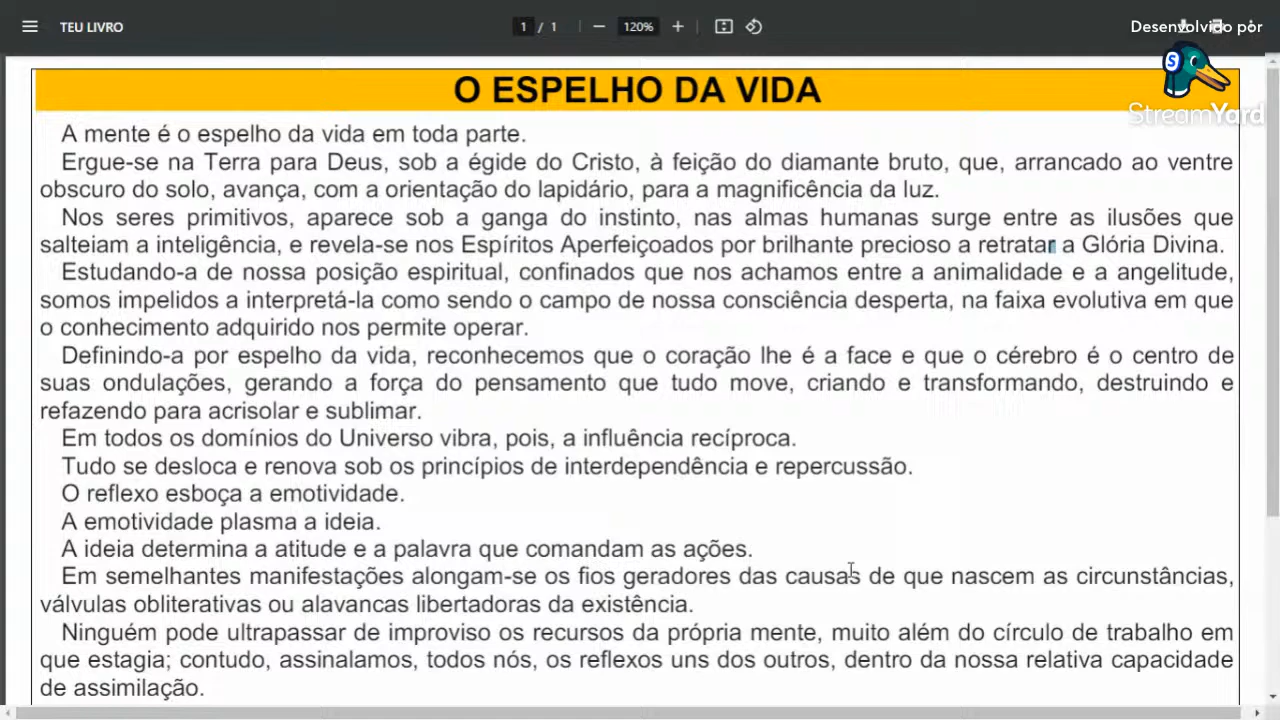 TEU LIVRO
1 / 1
120%
Desenvolvido por
StreamYard
O ESPELHO DA VIDA
A mente é o espelho da vida em toda parte.
Ergue-se na Terra para Deus, sob a égide do Cristo, à feição do diamante bruto, que, arrancado ao ventre
obscuro do solo, avança, com a orientação do lapidário, para a magnificência da luz.
Nos seres primitivos, aparece sob a ganga do instinto, nas almas humanas surge entre as ilusões que
salteiam a inteligência, e revela-se nos Espíritos Aperfeiçoados por brilhante precioso a retratar a Glória Divina.
Estudando-a de nossa posição espiritual, confinados que nos achamos entre a animalidade e a angelitude,
somos impelidos a interpretá-la como sendo o campo de nossa consciência desperta, na faixa evolutiva em que
o conhecimento adquirido nos permite operar.
Definindo-a por espelho da vida, reconhecemos que o coração lhe é a face e que o cérebro é o centro de
suas ondulações, gerando a força do pensamento que tudo move, criando e transformando, destruindo e
refazendo para acrisolar e sublimar.
Em todos os domínios do Universo vibra, pois, a influência recíproca.
Tudo se desloca e renova sob os princípios de interdependência e repercussão.
O reflexo esboça a emotividade.
A emotividade plasma a ideia.
A ideia determina a atitude e a palavra que comandam as ações.
Em semelhantes manifestações alongam-se os fios geradores das causas de que nascem as circunstâncias,
válvulas obliterativas ou alavancas libertadoras da existência.
Ninguém pode ultrapassar de improviso os recursos da própria mente, muito além do círculo de trabalho em
que estagia; contudo, assinalamos, todos nós, os reflexos uns dos outros, dentro da nossa relativa capacidade
de assimilação.